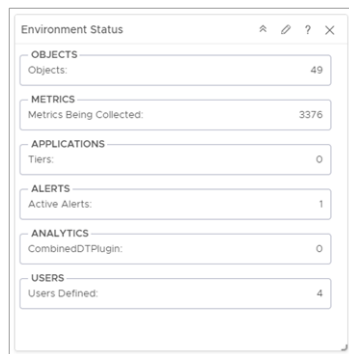 Environment Status
OBJECTS
Objects: 49
METRICS
Metrics Being Collected: 3376
APPLICATIONS
Tiers: 0
ALERTS
Active Alerts: 1
ANALYTICS
CombinedDTPlugin: 0
USERS
Users Defined: 4